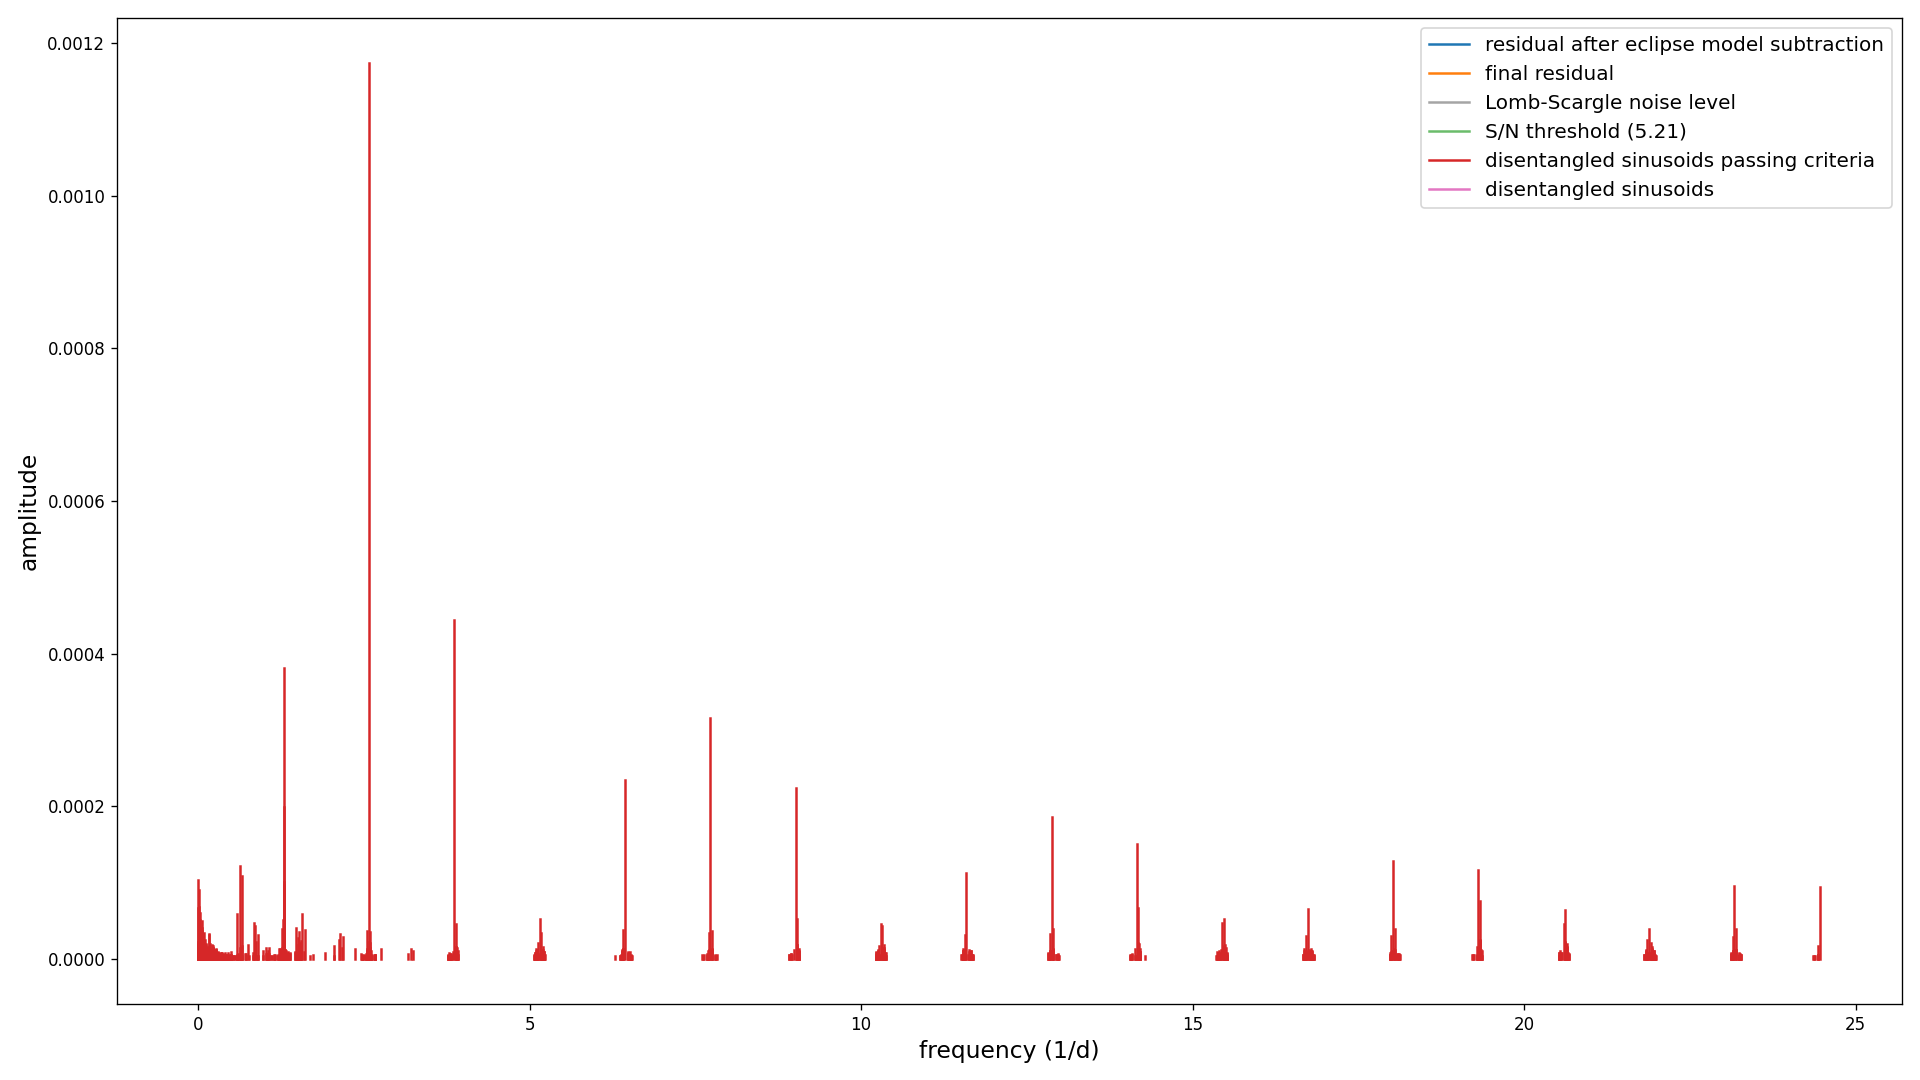 0.0012
0.0010
0.0008
0.0006
0.0004
0.0002
0.0000
amplitude
residual after eclipse model subtraction
final residual
Lomb-Scargle noise level
S/N threshold (5.21)
disentangled sinusoids passing criteria
disentangled sinusoids
0 5 10 15 20 25
frequency (1/d)